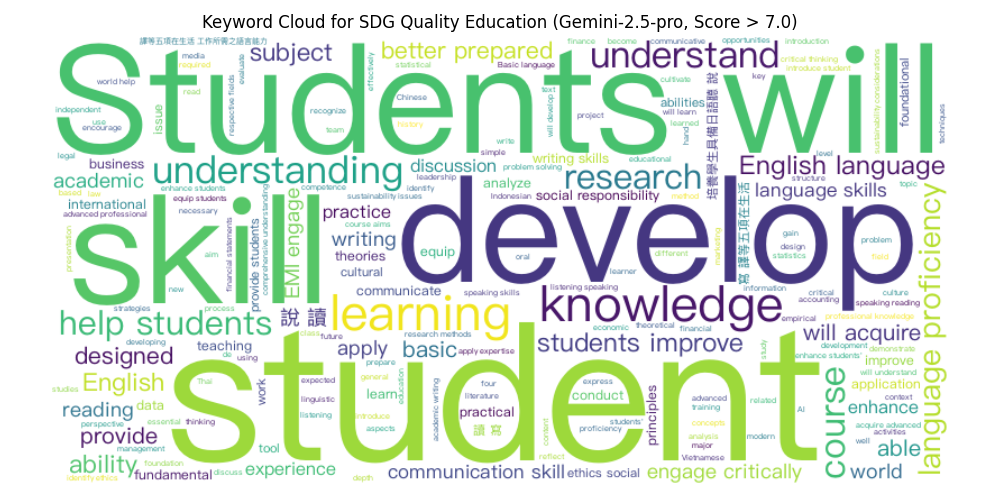 Keyword Cloud for SDG Quality Education (Gemini-2.5-pro, Score > 7.0)
譯等五項在生活 工作所需之語言能力
media
subject
better prepared
finance
become
communicative
opportunities
introduction
understand
critical thinking
introduce student
required
evaluate
statistical
Basic language
cultivate
key
world help
read
respective fields
effectively
Students will
independent
use
encourage
issue
recognize
Chinese
team
history
text
will develop
project
abilities
will learn
learned
hand
培養學生具備日語聽 說
sustainability considerations
foundational
techniques
write
simple
legal
business
academic
understanding
discussion
writing skills
problem solving
educational
research
English language
level
structure
based
law
enhance students
competence
leadership
identify
analyze
Indonesian
social responsibility
method
language skills
topic
international
advanced professional
equip students
necessary
sustainability issues
practice
course aims
skill
develop
presentation
aim
new
provide students
financial statements
comprehensive understanding
EMI engage
writing
theories
cultural
equip
oral
learner
different
marketing
寫 譯等五項在生活
gain
design
statistics
problem
field
language proficiency
communicate
speaking skills
listening speaking
information
critical
accounting
culture
speaking reading
strategies
process
help students
說 讀
learning
knowledge
empirical
professional knowledge
will acquire
developing
class
future
research methods
economic
theoretical
financial
students improve
designed
teaching
de
using
apply
basic
apply expertise
study
development
enhance students'
demonstrate
improve
will understand
student
studies
English
Thai
work
expected
linguistic
prepare
general
learn
education
four
literature
express
conduct
advanced
training
related
AI
course
application
context
reading
data
perspective
essential
thinking
listening
introduce
aspects
academic writing
practical
讀 寫
students'
proficiency
principles
concepts
analysis
major
modern
enhance
acquire advanced
activities
provide
management
tool
content
reflect
Vietnamese
well
able
ability
foundation
fundamental
discuss
experience
identify ethics
depth
communication skill
ethics social
engage critically
world